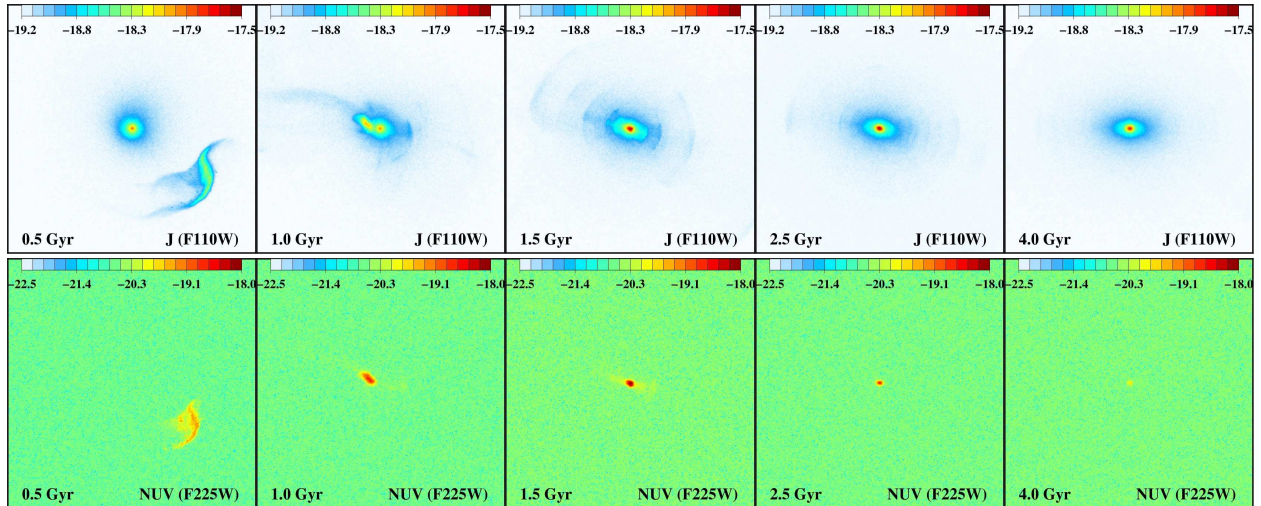 −19.2 −18.8 −18.3 −17.9 −17.5
−19.2 −18.8 −18.3 −17.9 −17.5
−19.2 −18.8 −18.3 −17.9 −17.5
−19.2 −18.8 −18.3 −17.9 −17.5
−19.2 −18.8 −18.3 −17.9 −17.5
0.5 Gyr J (F110W)
1.0 Gyr J (F110W)
1.5 Gyr J (F110W)
2.5 Gyr J (F110W)
4.0 Gyr J (F110W)
−22.5 −21.4 −20.3 −19.1 −18.0
−22.5 −21.4 −20.3 −19.1 −18.0
−22.5 −21.4 −20.3 −19.1 −18.0
−22.5 −21.4 −20.3 −19.1 −18.0
−22.5 −21.4 −20.3 −19.1 −18.0
0.5 Gyr NUV (F225W)
1.0 Gyr NUV (F225W)
1.5 Gyr NUV (F225W)
2.5 Gyr NUV (F225W)
4.0 Gyr NUV (F225W)